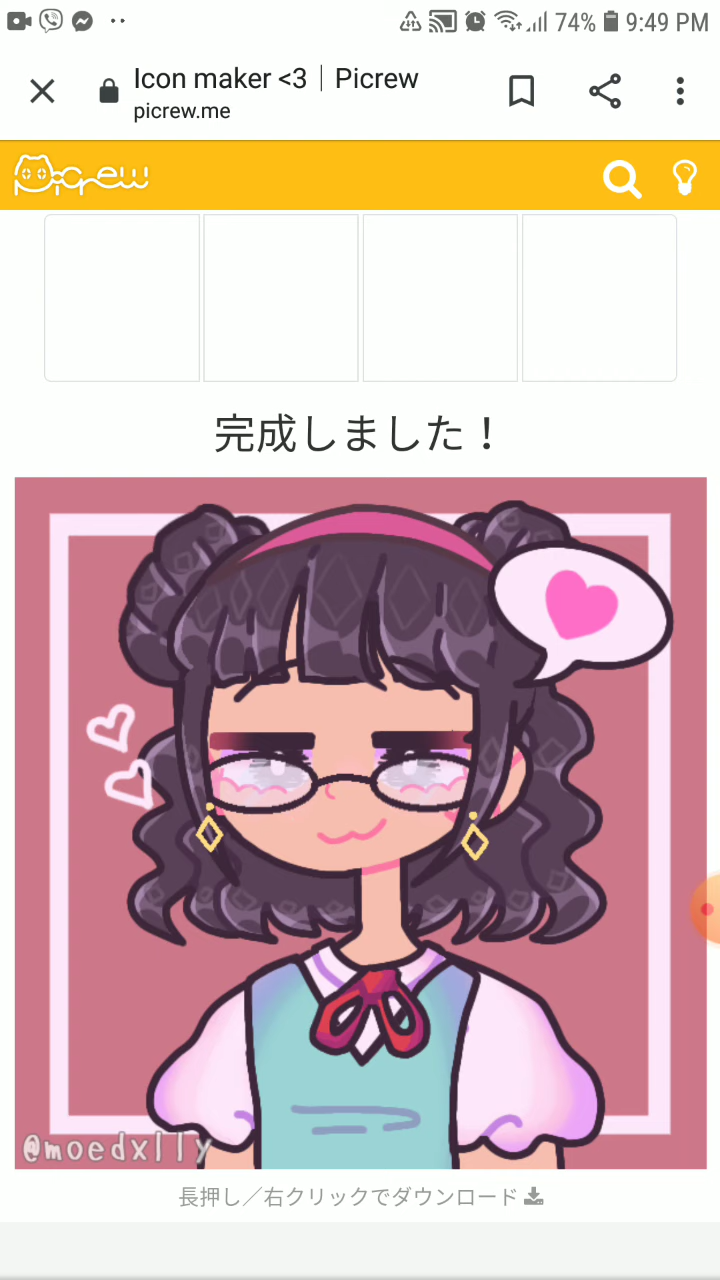 74% 9:49 PM
Icon maker <3｜Picrew
picrew.me
Picrew
完成しました！
@moedxlly
長押し／右クリックでダウンロード